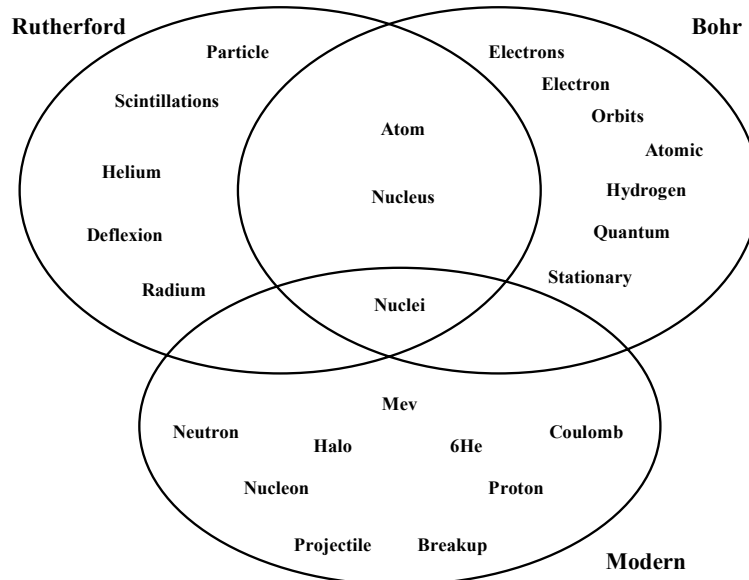 Rutherford
Bohr
Particle
Electrons
Scintillations
Electron
Orbits
Atom
Atomic
Helium
Hydrogen
Nucleus
Deflexion
Quantum
Stationary
Radium
Nuclei
Mev
Neutron
Halo
6He
Coulomb
Nucleon
Proton
Projectile
Breakup
Modern